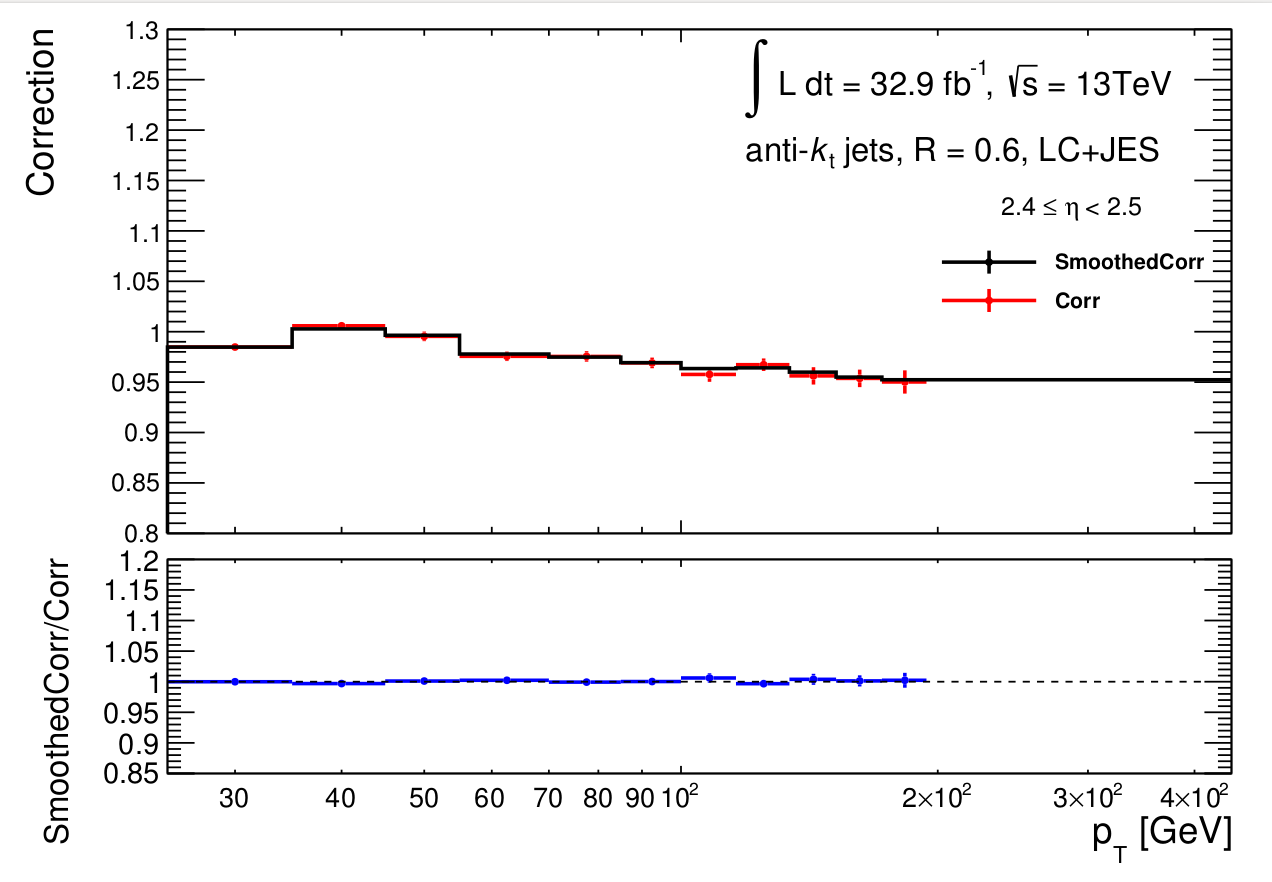 Correction
1.3
1.25
1.2
1.15
1.1
1.05
1
0.95
0.9
0.85
0.8
∫ L dt = 32.9 fb⁻¹, √s = 13TeV
anti-kₜ jets, R = 0.6, LC+JES
2.4 ≤ η < 2.5
SmoothedCorr
Corr
SmoothedCorr/Corr
1.2
1.15
1.1
1.05
1
0.95
0.9
0.85
30 40 50 60 70 80 90 10² 2×10² 3×10² 4×10²
p_T [GeV]